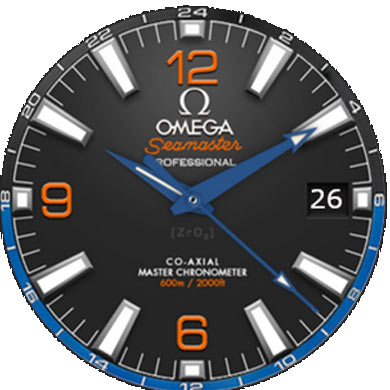 24
22
2
20
4
12
Ω
OMEGA
Seamaster
PROFESSIONAL
18
9
26
6
[ZrO₂]
CO-AXIAL
MASTER CHRONOMETER
600m / 2000ft
16
8
6
14
10
12